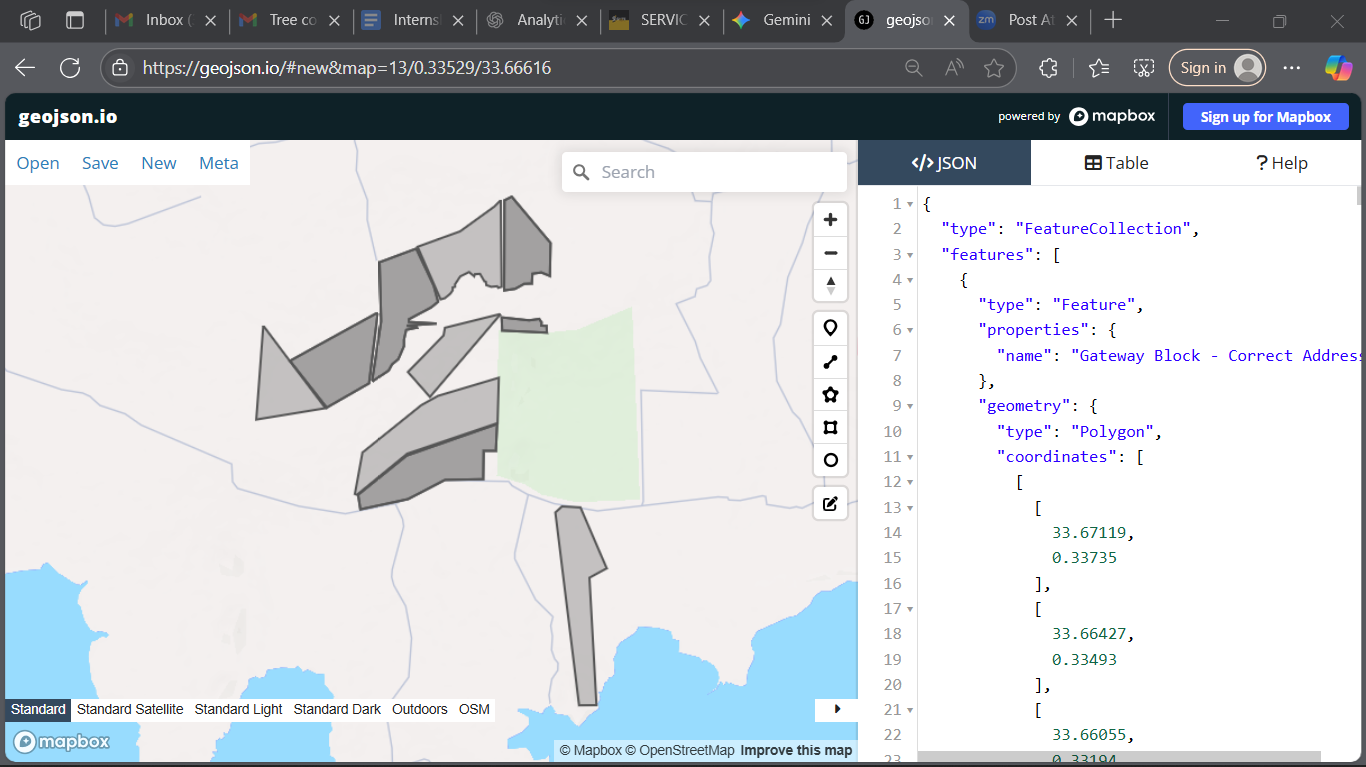 Inbox (
Tree co
Interns
Analyti
SERVIC
Gemini
GJ
geojso
zm
Post At
https://geojson.io/#new&map=13/0.33529/33.66616
Sign in
geojson.io
powered by mapbox
Sign up for Mapbox
Open Save New Meta
Search
</> JSON
Table
? Help
1 {
2 "type": "FeatureCollection",
3 "features": [
4 {
5 "type": "Feature",
6 "properties": {
7 "name": "Gateway Block - Correct Address
8 },
9 "geometry": {
10 "type": "Polygon",
11 "coordinates": [
12 [
13 [
14 33.67119,
15 0.33735
16 ],
17 [
18 33.66427,
19 0.33493
20 ],
21 [
22 33.66055,
23 0.33194
Standard Standard Satellite Standard Light Standard Dark Outdoors OSM
mapbox
© Mapbox © OpenStreetMap Improve this map